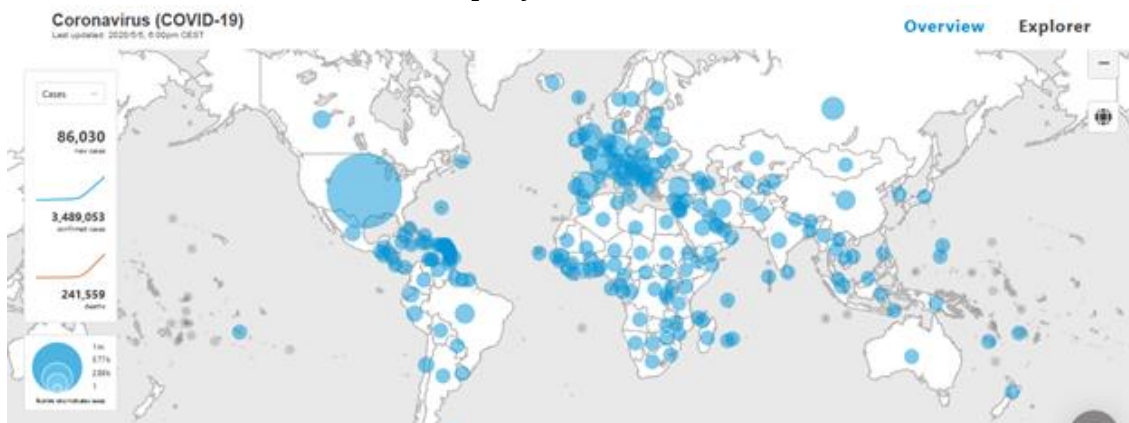 Coronavirus (COVID-19)
Last updated: 2020/5/5, 6:00pm CEST
Overview
Explorer
Cases
86,030
new cases
3,489,053
confirmed cases
241,559
deaths
1